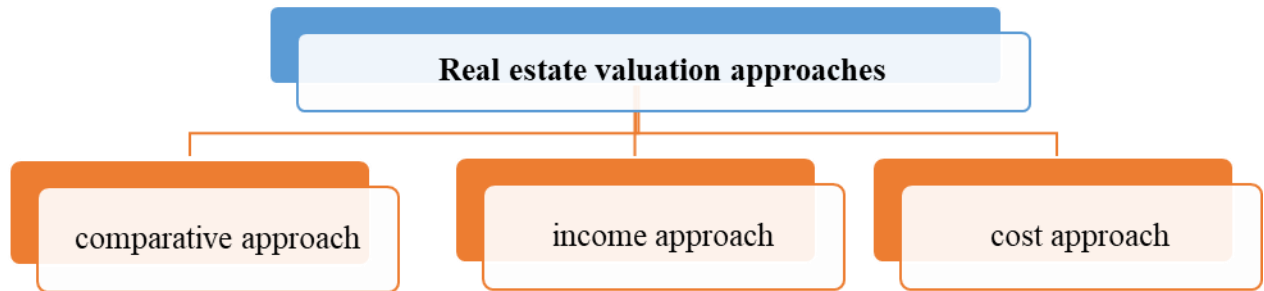 Real estate valuation approaches
comparative approach
income approach
cost approach